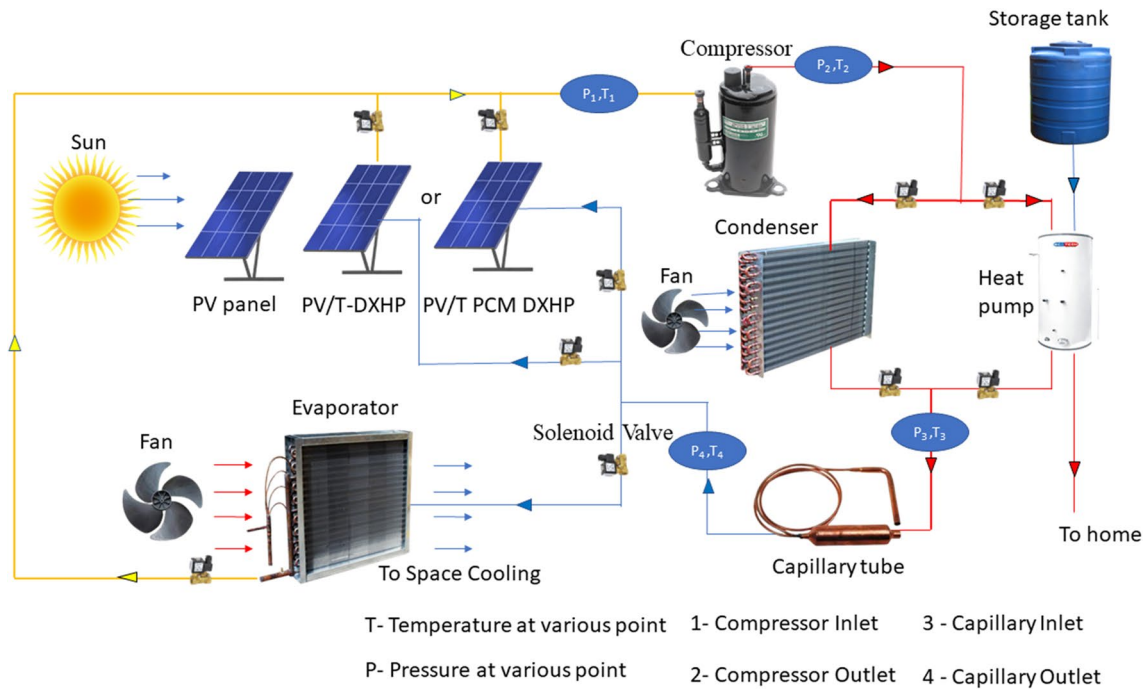 Storage tank
Compressor
P2,T2
P1,T1
Sun
or
Condenser
Fan
Heat
pump
PV panel
PV/T-DXHP
PV/T PCM DXHP
Evaporator
Fan
Solenoid Valve
P4,T4
P3,T3
To home
To Space Cooling
Capillary tube
T- Temperature at various point
1- Compressor Inlet
3 - Capillary Inlet
P- Pressure at various point
2- Compressor Outlet
4 - Capillary Outlet